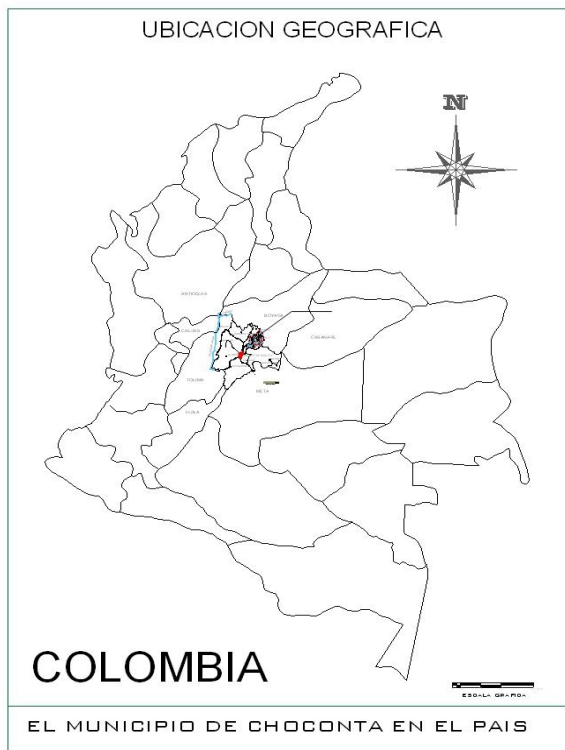 UBICACION GEOGRAFICA
N
ANTIOQUIA
BOYACA
CALDAS
CASANARE
TOLIMA
META
HUILA
COLOMBIA
ESCALA GRAFICA
EL MUNICIPIO DE CHOCONTA EN EL PAIS